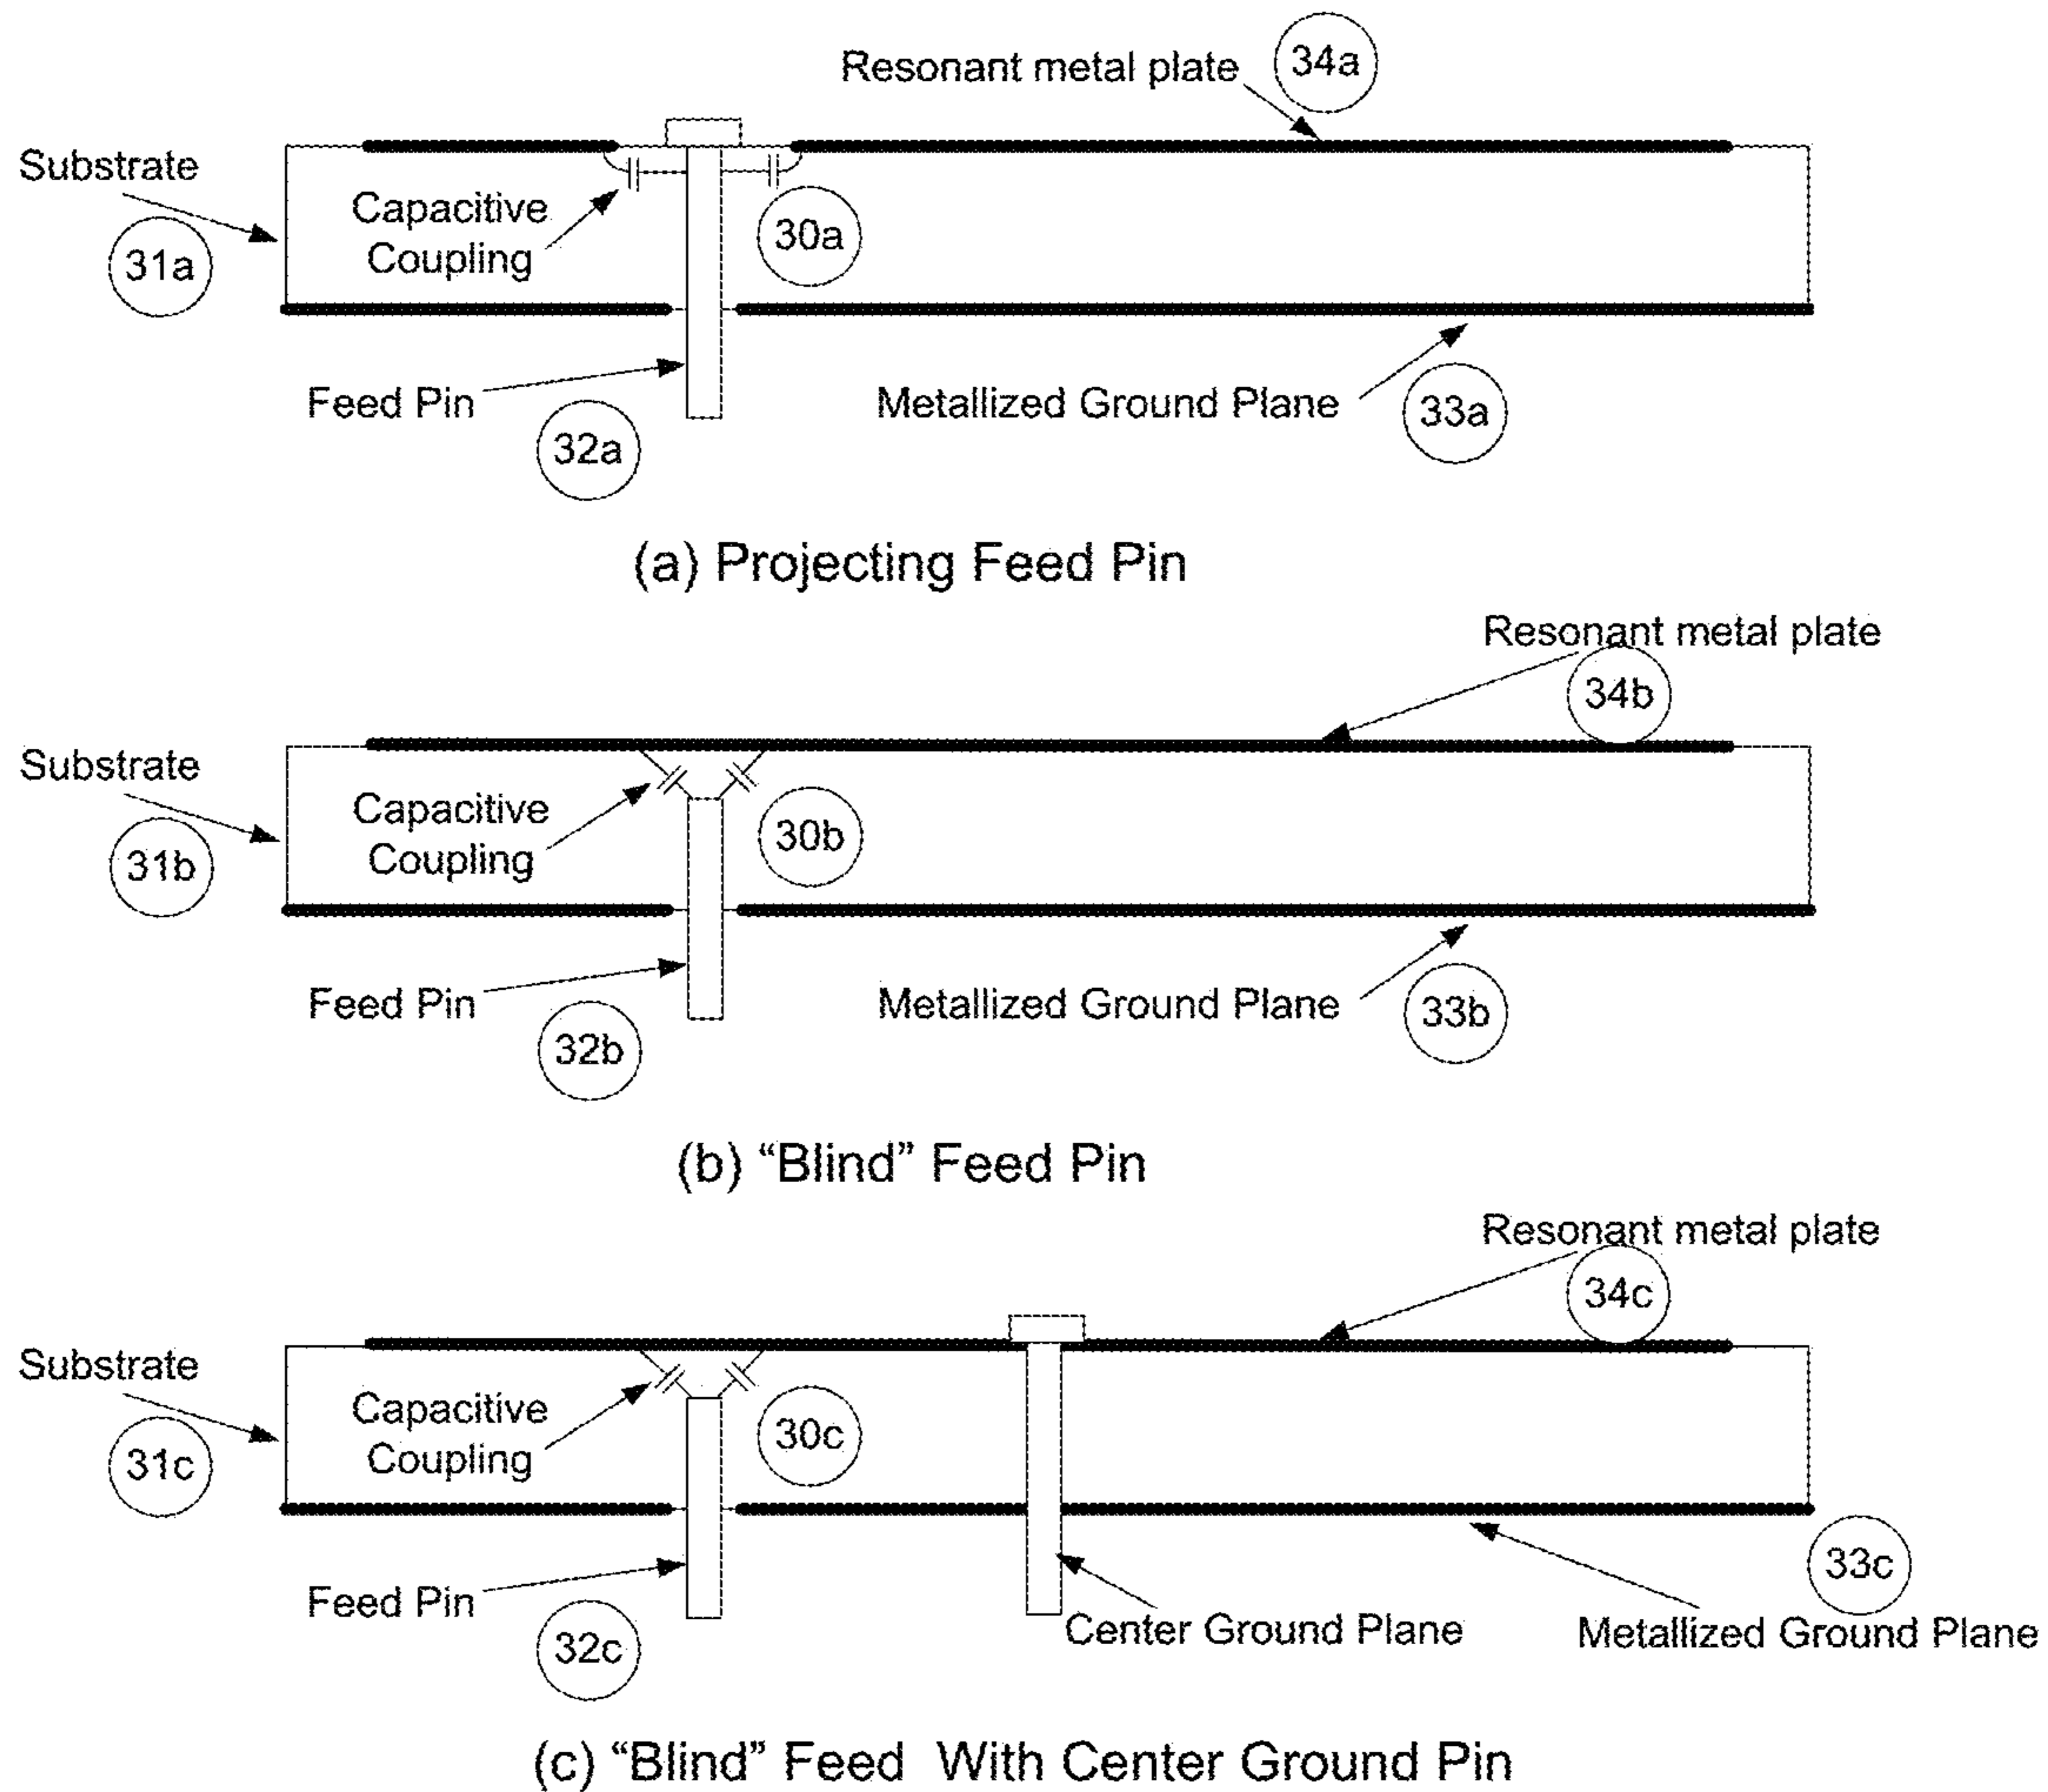 Resonant metal plate
34a
Substrate
31a
Capacitive
Coupling
30a
Feed Pin
32a
Metallized Ground Plane
33a
(a) Projecting Feed Pin
Resonant metal plate
34b
Substrate
31b
Capacitive
Coupling
30b
Feed Pin
32b
Metallized Ground Plane
33b
(b) “Blind” Feed Pin
Resonant metal plate
34c
Substrate
31c
Capacitive
Coupling
30c
Feed Pin
32c
Center Ground Plane
Metallized Ground Plane
33c
(c) “Blind” Feed With Center Ground Pin